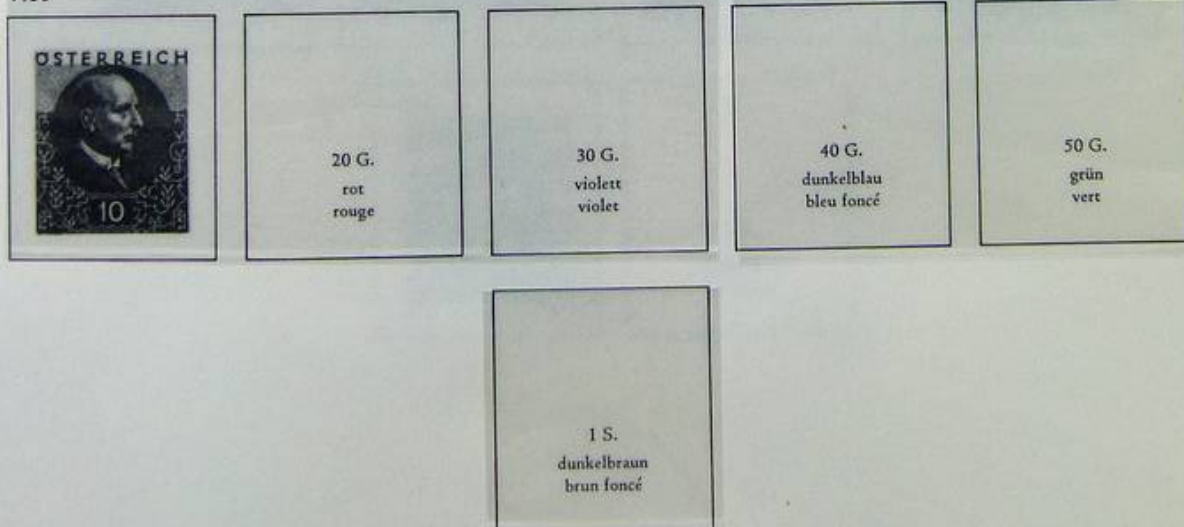 ÖSTERREICH
10
20 G.
rot
rouge
30 G.
violett
violet
40 G.
dunkelblau
bleu foncé
50 G.
grün
vert
1 S.
dunkelbraun
brun foncé